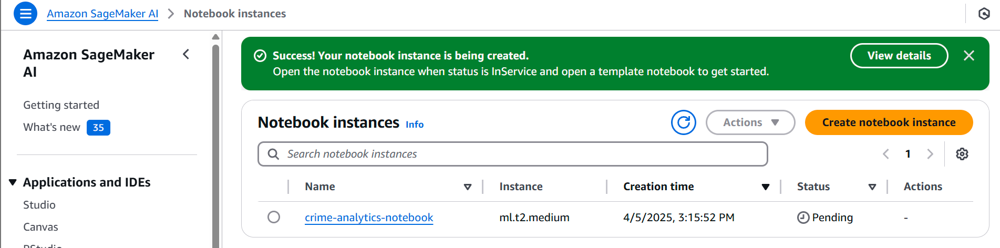 Amazon SageMaker AI > Notebook instances
Amazon SageMaker
AI
Getting started
What's new 35
Applications and IDEs
Studio
Canvas
RStudio
Success! Your notebook instance is being created.
Open the notebook instance when status is InService and open a template notebook to get started.
View details
Notebook instances Info
Actions
Create notebook instance
Search notebook instances
1
Name Instance Creation time Status Actions
crime-analytics-notebook ml.t2.medium 4/5/2025, 3:15:52 PM Pending -